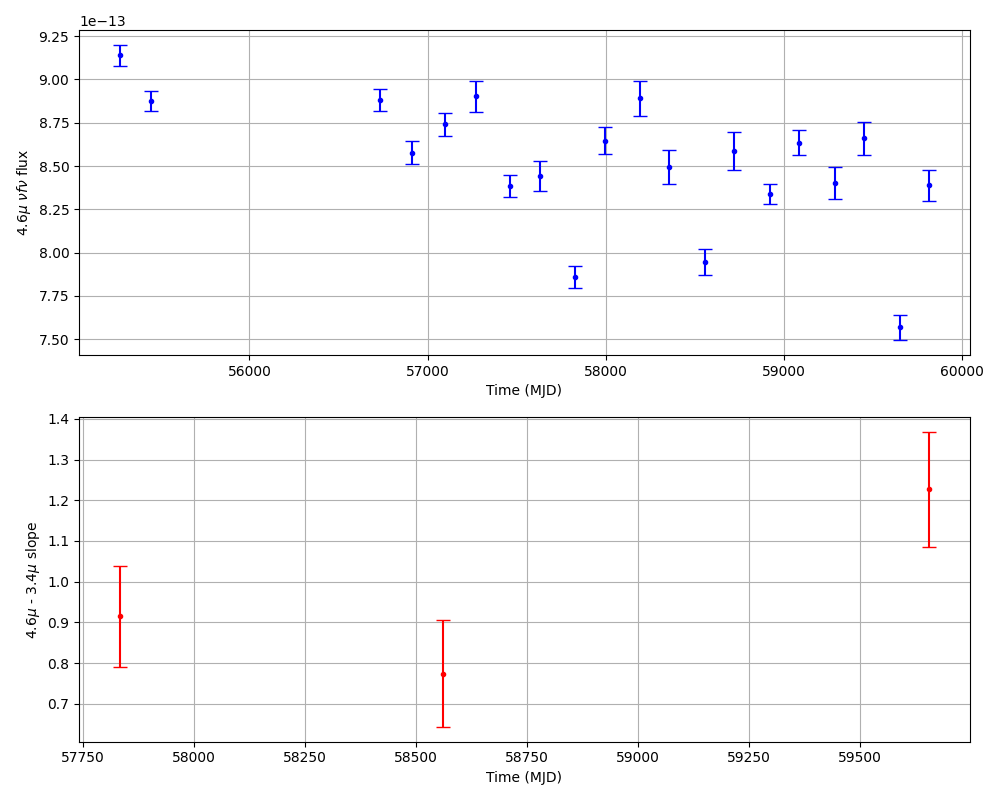 1e−13
9.25
9.00
8.75
8.50
8.25
8.00
7.75
7.50
4.6μ νfν flux
56000 57000 58000 59000 60000
Time (MJD)
1.4
1.3
1.2
1.1
1.0
0.9
0.8
0.7
4.6μ - 3.4μ slope
57750 58000 58250 58500 58750 59000 59250 59500
Time (MJD)